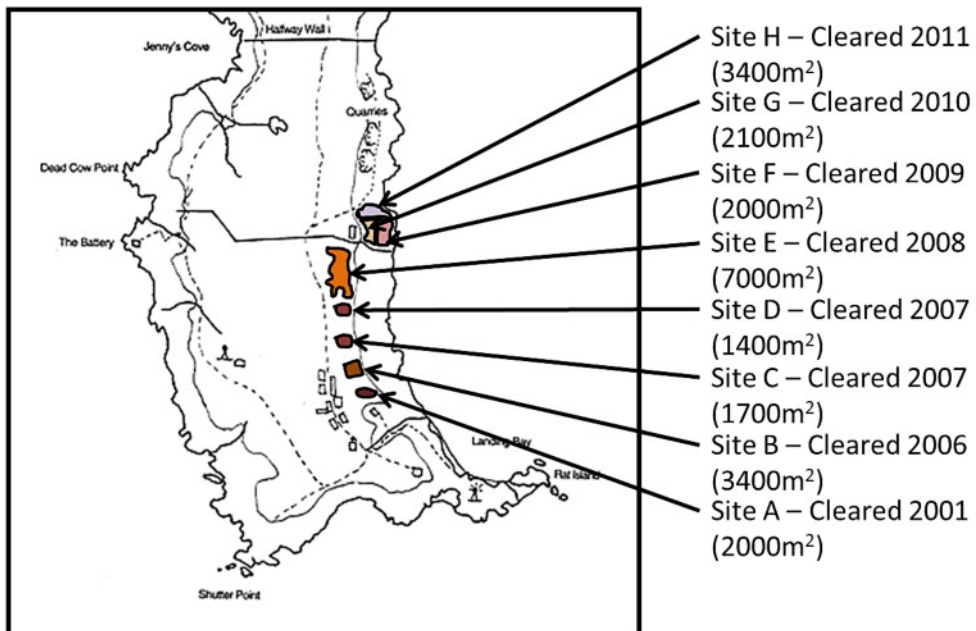 Halfway Wall
Jenny's Cove
Quarries
Dead Cow Point
The Battery
Landing Bay
Rat Island
Shutter Point
Site H – Cleared 2011
(3400m²)
Site G – Cleared 2010
(2100m²)
Site F – Cleared 2009
(2000m²)
Site E – Cleared 2008
(7000m²)
Site D – Cleared 2007
(1400m²)
Site C – Cleared 2007
(1700m²)
Site B – Cleared 2006
(3400m²)
Site A – Cleared 2001
(2000m²)